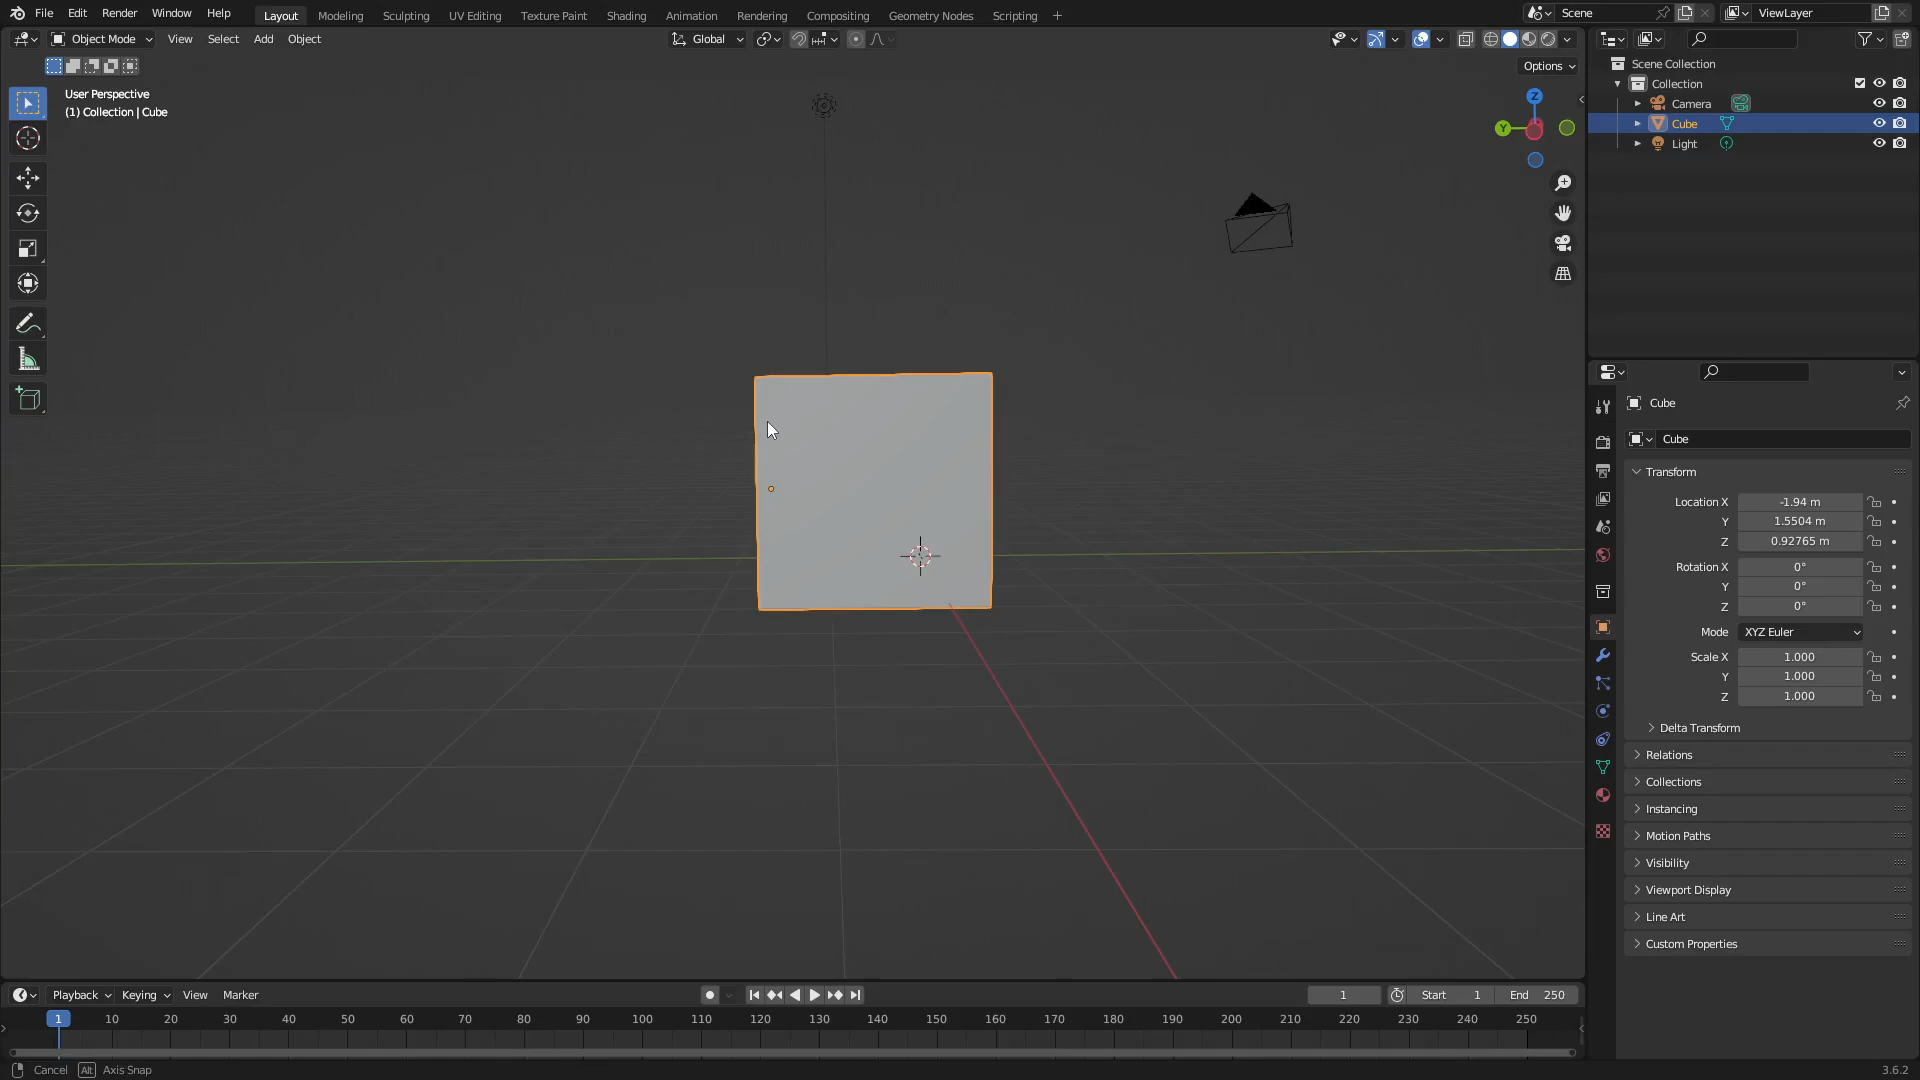 File Edit Render Window Help Layout Modeling Sculpting UV Editing Texture Paint Shading Animation Rendering Compositing Geometry Nodes Scripting + Scene ViewLayer
Object Mode View Select Add Object Global
Options
User Perspective
(1) Collection | Cube
Z
Y
Scene Collection
Collection
Camera
Cube
Light
Cube
Cube
Transform
Location X -1.94 m
Y 1.5504 m
Z 0.92765 m
Rotation X 0°
Y 0°
Z 0°
Mode XYZ Euler
Scale X 1.000
Y 1.000
Z 1.000
Delta Transform
Relations
Collections
Instancing
Motion Paths
Visibility
Viewport Display
Line Art
Custom Properties
Playback Keying View Marker 1 Start 1 End 250
1 10 20 30 40 50 60 70 80 90 100 110 120 130 140 150 160 170 180 190 200 210 220 230 240 250
Cancel Alt Axis Snap 3.6.2